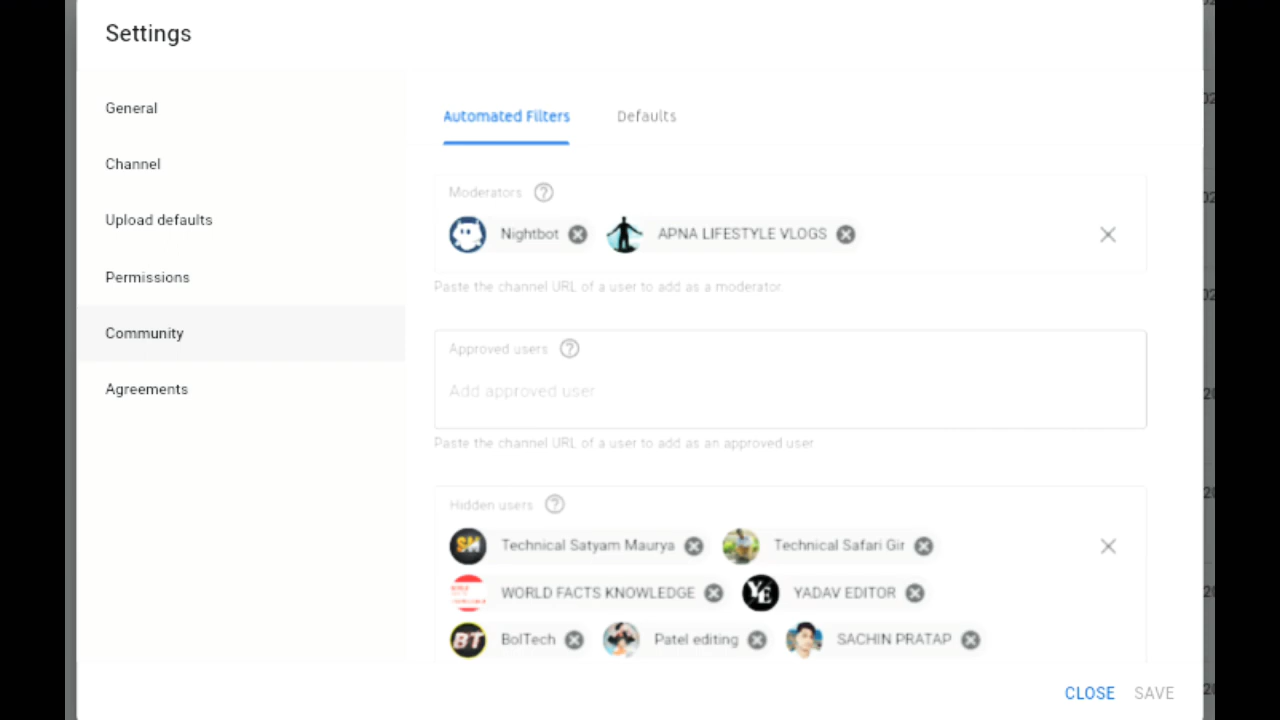 Settings
General
Channel
Upload defaults
Permissions
Community
Agreements
Automated Filters Defaults
Moderators
Nightbot APNA LIFESTYLE VLOGS
Paste the channel URL of a user to add as a moderator
Approved users
Add approved user
Paste the channel URL of a user to add as an approved user
Hidden users
SM Technical Satyam Maurya Technical Safari Gir
WORLD FACTS KNOWLEDGE YE YADAV EDITOR
BT BolTech Patel editing SACHIN PRATAP
CLOSE SAVE